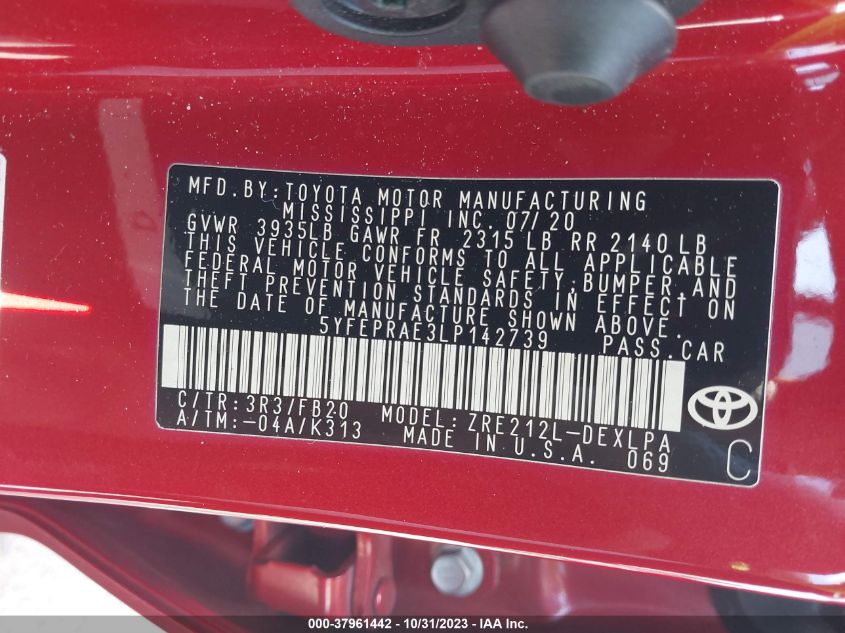 MFD.BY:TOYOTA MOTOR MANUFACTURING
MISSISSIPPI INC.07/20
GVWR 3935LB GAWR FR 2315 LB RR 2140 LB
THIS VEHICLE CONFORMS TO ALL APPLICABLE
FEDERAL MOTOR VEHICLE SAFETY,BUMPER,AND
THEFT PREVENTION STANDARDS IN EFFECT ON
THE DATE OF MANUFACTURE SHOWN ABOVE.
5YFEPRAE3LP142739 PASS.CAR
C/TR:3R3/FB20 MODEL:ZRE212L-DEXLPA
A/TM:-04A/K313 MADE IN U.S.A. 069
C
000-37961442 - 10/31/2023 - IAA Inc.